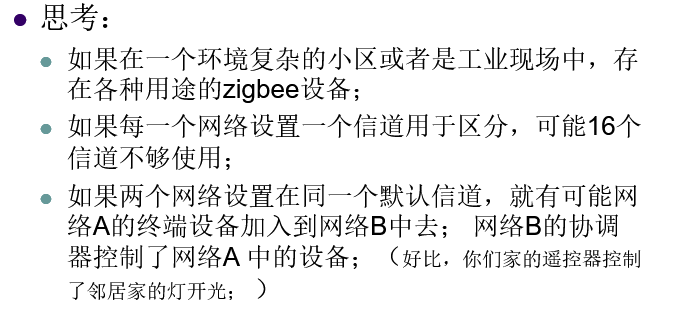 思考：
如果在一个环境复杂的小区或者是工业现场中，存
在各种用途的zigbee设备；
如果每一个网络设置一个信道用于区分，可能16个
信道不够使用；
如果两个网络设置在同一个默认信道，就有可能网
络A的终端设备加入到网络B中去； 网络B的协调
器控制了网络A 中的设备；（好比，你们家的遥控器控制
了邻居家的灯开光； ）